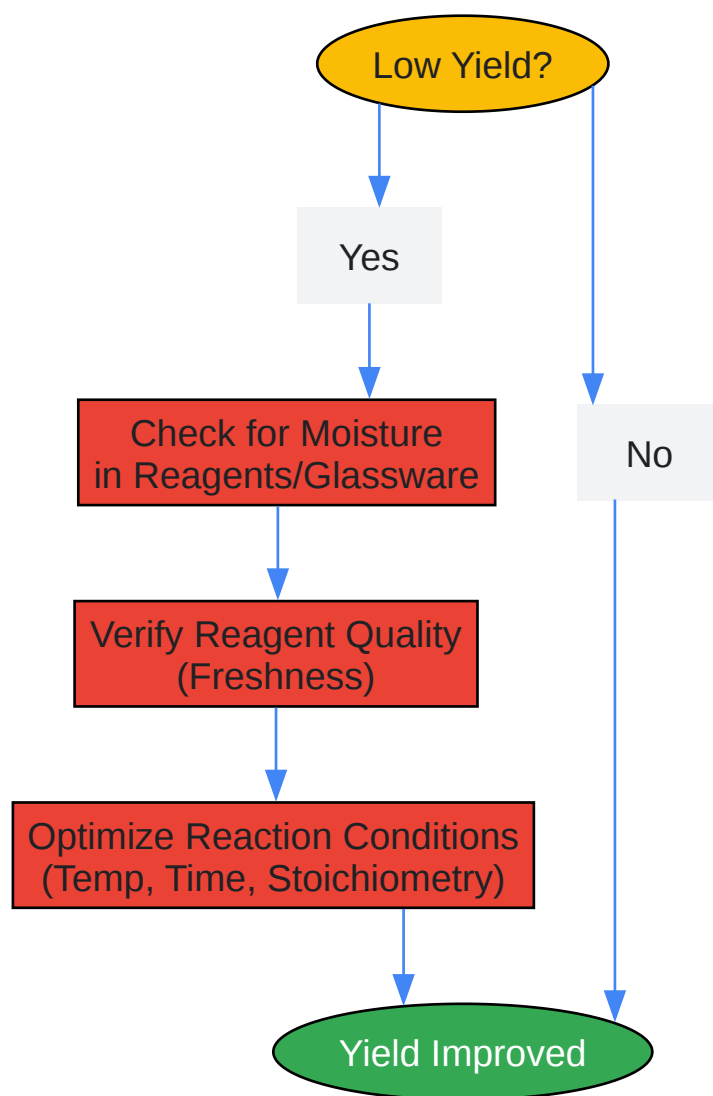 Low Yield?
Yes
Check for Moisture
in Reagents/Glassware
No
Verify Reagent Quality
(Freshness)
Optimize Reaction Conditions
(Temp, Time, Stoichiometry)
Yield Improved